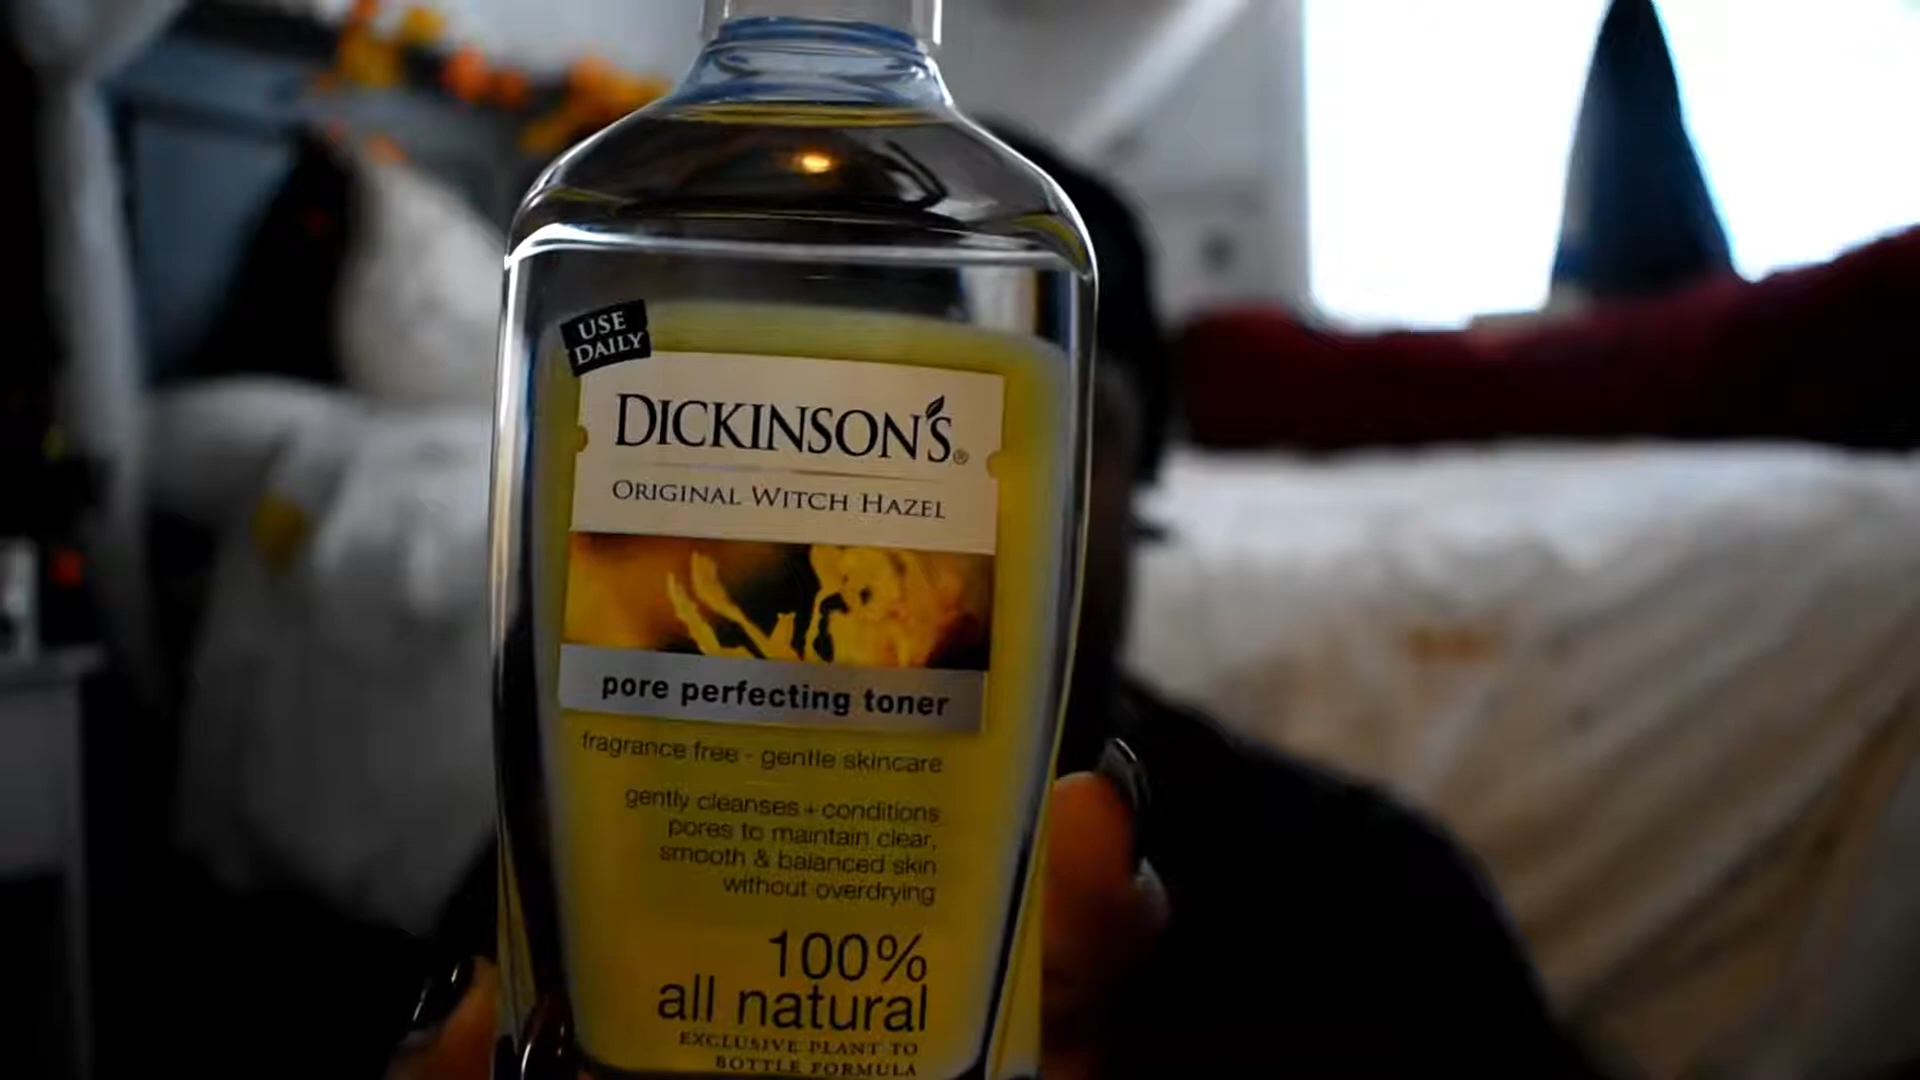 USE
DAILY
DICKINSON'S®
ORIGINAL WITCH HAZEL
pore perfecting toner
fragrance free - gentle skincare
gently cleanses + conditions
pores to maintain clear,
smooth & balanced skin
without overdrying
100%
all natural
EXCLUSIVE PLANT TO
BOTTLE FORMULA